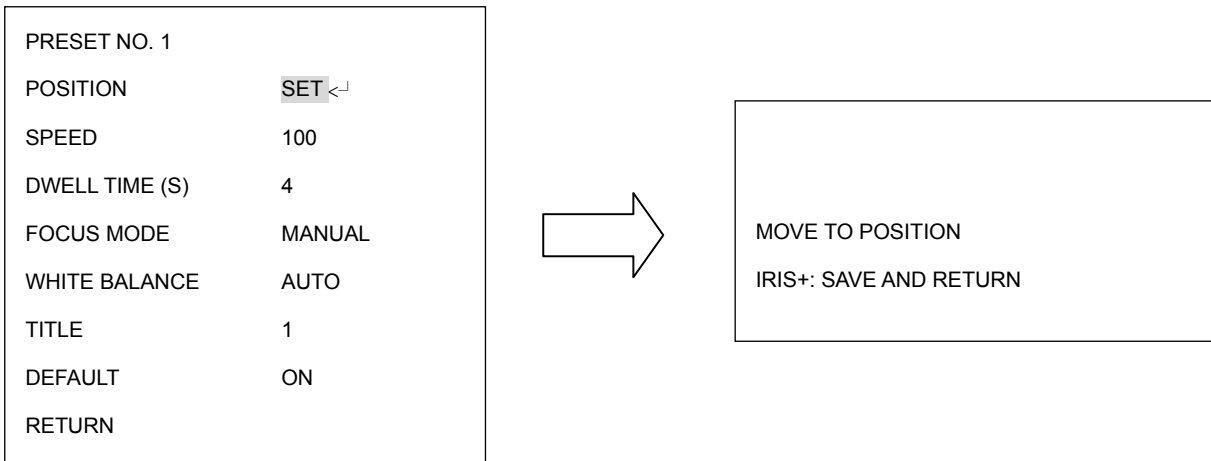 PRESET NO. 1
POSITION SET
SPEED 100
DWELL TIME (S) 4
FOCUS MODE MANUAL
WHITE BALANCE AUTO
TITLE 1
DEFAULT ON
RETURN
MOVE TO POSITION
IRIS+: SAVE AND RETURN